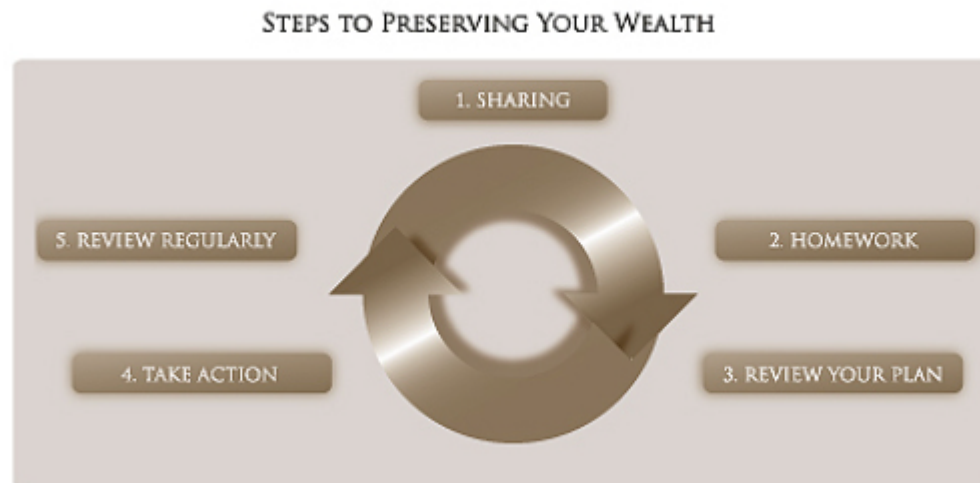 STEPS TO PRESERVING YOUR WEALTH
1. SHARING
2. HOMEWORK
3. REVIEW YOUR PLAN
4. TAKE ACTION
5. REVIEW REGULARLY